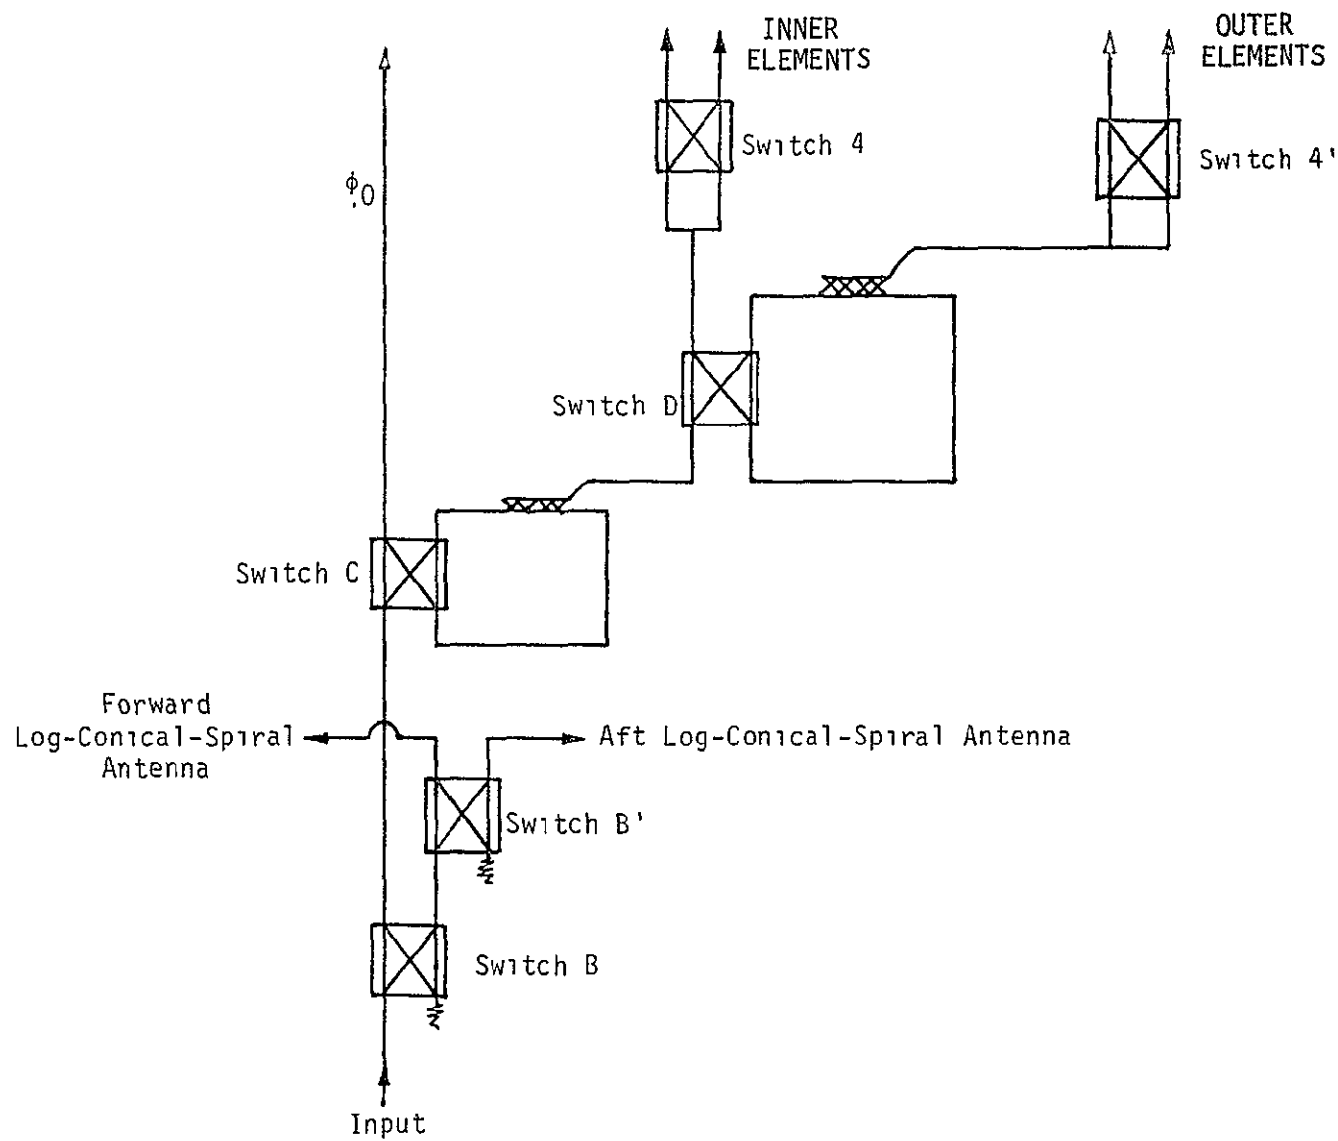 INNER
ELEMENTS
OUTER
ELEMENTS
Switch 4
Switch 4'
ϕ.0
Switch D
Switch C
Forward
Log-Conical-Spiral
Antenna
Aft Log-Conical-Spiral Antenna
Switch B'
Switch B
Input